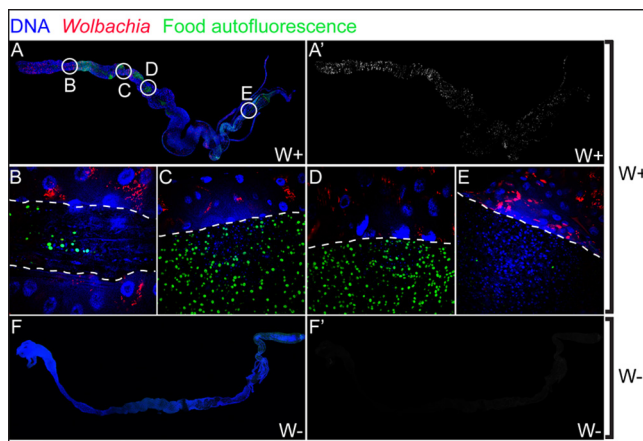 DNA Wolbachia Food autofluorescence
A A'
B C D E
W+ W+
W+
B C D E
F F'
W- W-
W-